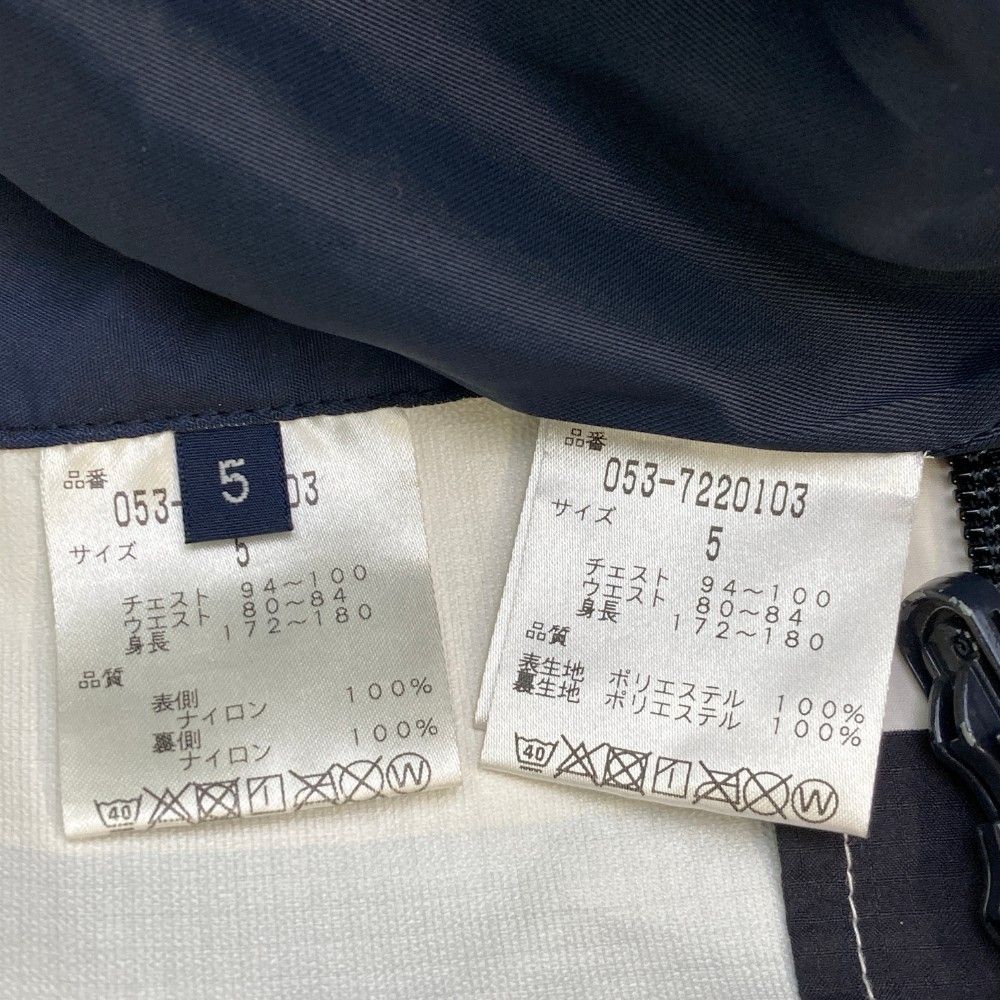 品番
053-
5
03
サイズ
5
チェスト 94〜100
ウエスト 80〜84
身長 172〜180
品質
表側
ナイロン 100%
裏側
ナイロン 100%
40
W
品番
053-7220103
サイズ
5
チェスト 94〜100
ウエスト 80〜84
身長 172〜180
品質
表生地 ポリエステル 100%
裏生地 ポリエステル 100%
40
W